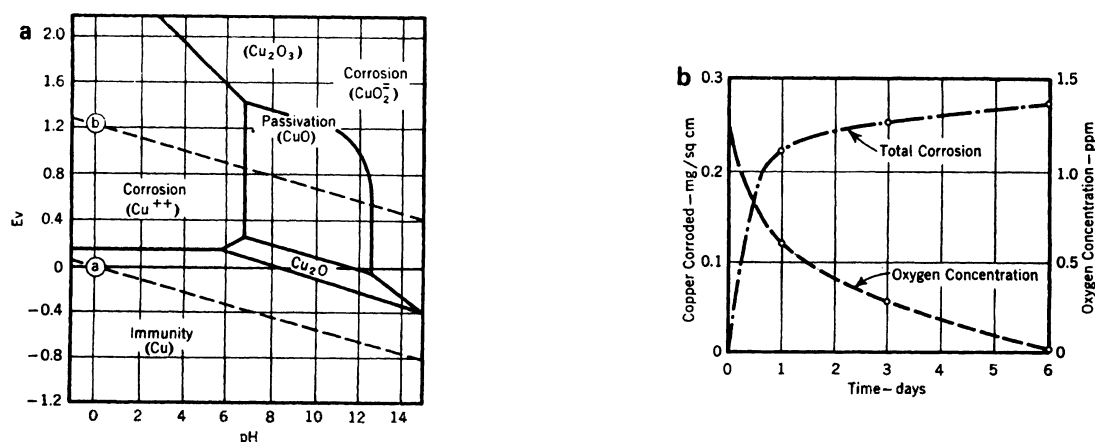 a
2.0
1.6
1.2
0.8
0.4
0
−0.4
−0.8
−1.2
Ev
(Cu2O3)
Corrosion
(CuO2=)
Passivation
(CuO)
b
Corrosion
(Cu++)
Cu2O
a
Immunity
(Cu)
0 2 4 6 8 10 12 14
pH
b
0.3
0.2
0.1
0
Copper Corroded – mg/sq cm
Total Corrosion
Oxygen Concentration
1.5
1.0
0.5
0
Oxygen Concentration – ppm
0 1 2 3 4 5 6
Time – days